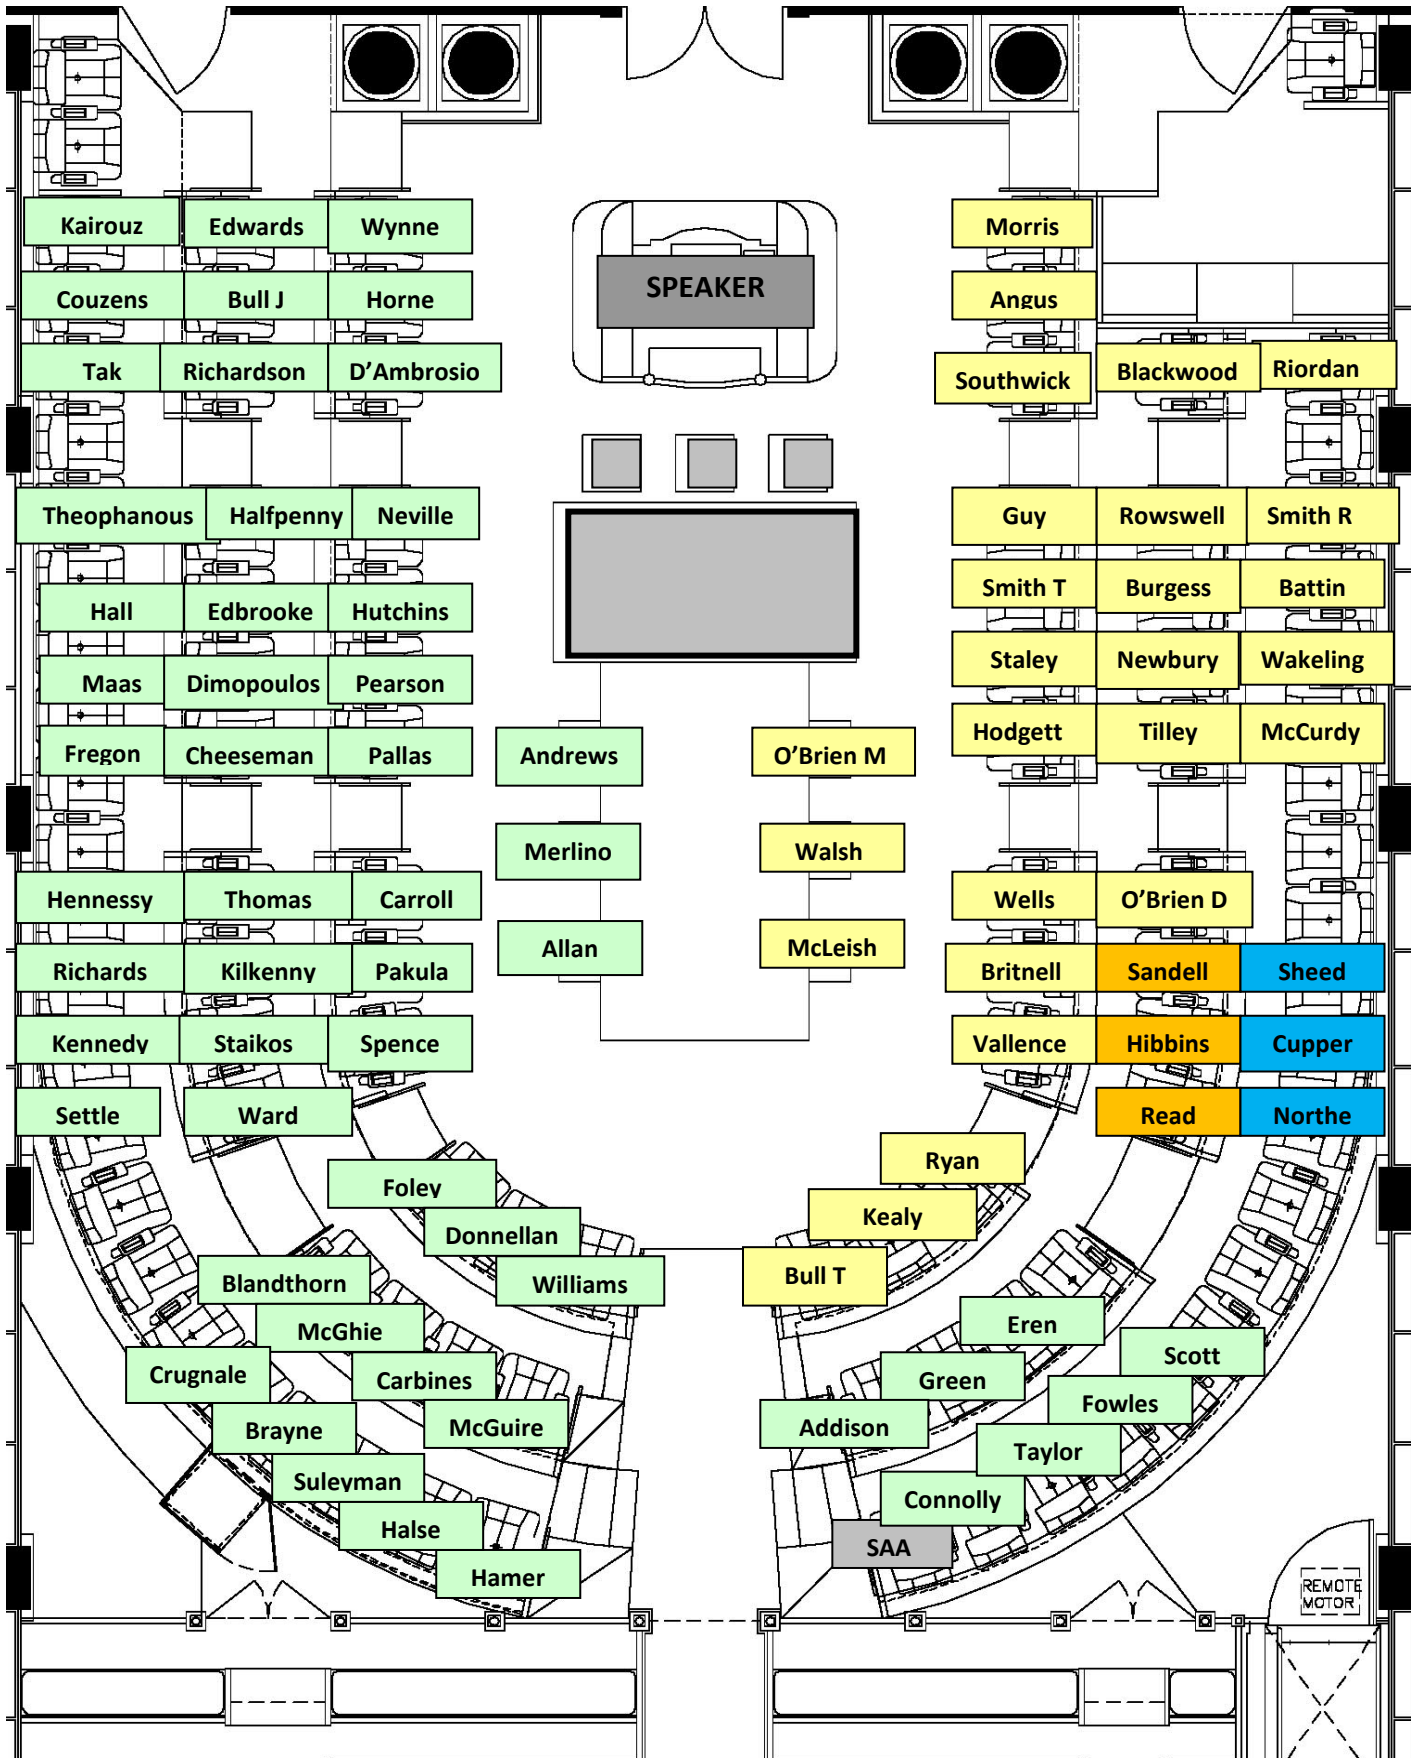 Kairouz
Edwards
Wynne
Morris
SPEAKER
Couzens
Bull J
Horne
Angus
Tak
Richardson
D'Ambrosio
Southwick
Blackwood
Riordan
Theophanous
Halfpenny
Neville
Guy
Rowswell
Smith R
Hall
Edbrooke
Hutchins
Smith T
Burgess
Battin
Maas
Dimopoulos
Pearson
Staley
Newbury
Wakeling
Fregon
Cheeseman
Pallas
Andrews
O'Brien M
Hodgett
Tilley
McCurdy
Merlino
Walsh
Hennessy
Thomas
Carroll
Wells
O'Brien D
Allan
McLeish
Richards
Kilkenny
Pakula
Britnell
Sandell
Sheed
Kennedy
Staikos
Spence
Vallence
Hibbins
Cupper
Settle
Ward
Read
Northe
Foley
Ryan
Donnellan
Kealy
Blandthorn
Williams
Bull T
McGhie
Eren
Crugnale
Carbines
Green
Scott
Brayne
McGuire
Addison
Fowles
Suleyman
Taylor
Halse
Connolly
Hamer
SAA
REMOTE
MOTOR